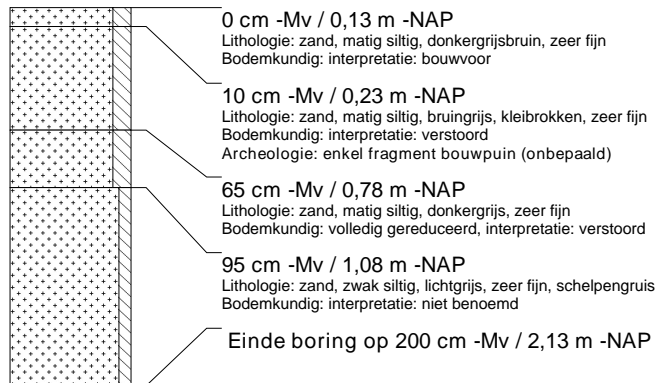 0 cm -Mv / 0,13 m -NAP
Lithologie: zand, matig siltig, donkergrijsbruin, zeer fijn
Bodemkundig: interpretatie: bouwvoor
10 cm -Mv / 0,23 m -NAP
Lithologie: zand, matig siltig, bruingrijs, kleibrokken, zeer fijn
Bodemkundig: interpretatie: verstoord
Archeologie: enkel fragment bouwpuin (onbepaald)
65 cm -Mv / 0,78 m -NAP
Lithologie: zand, matig siltig, donkergrijs, zeer fijn
Bodemkundig: volledig gereduceerd, interpretatie: verstoord
95 cm -Mv / 1,08 m -NAP
Lithologie: zand, zwak siltig, lichtgrijs, zeer fijn, schelpengruis
Bodemkundig: interpretatie: niet benoemd
Einde boring op 200 cm -Mv / 2,13 m -NAP